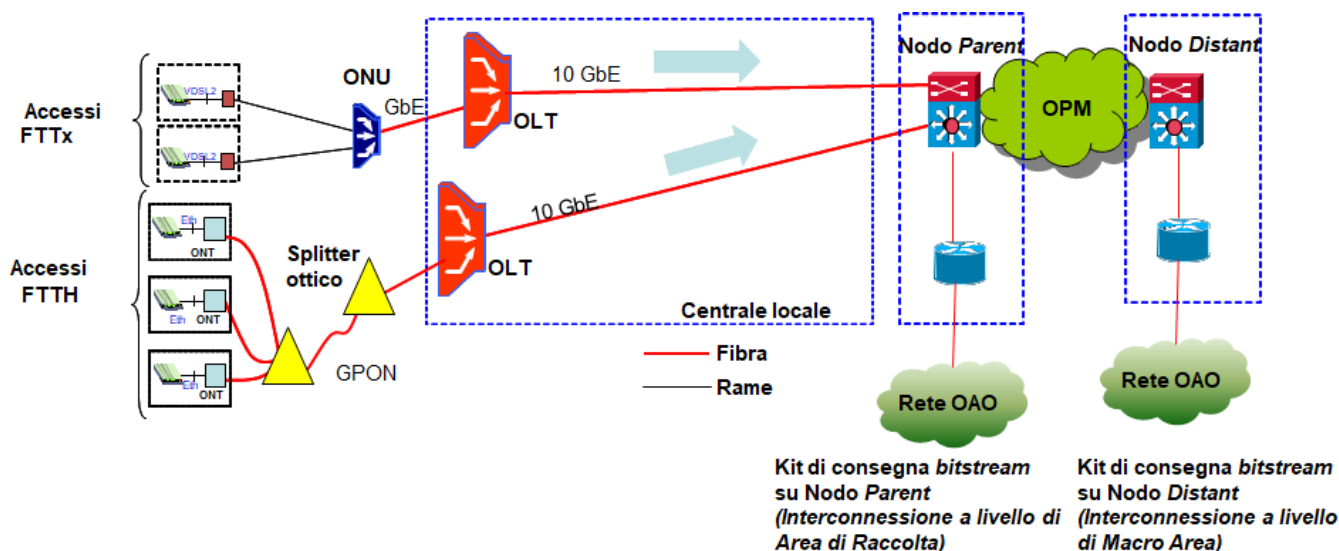 Accessi
FTTx
VDSL2
VDSL2
ONU
GbE
OLT
10 GbE
Nodo Parent
OPM
Nodo Distant
Accessi
FTTH
Eth
ONT
Eth
ONT
Eth
ONT
Splitter
ottico
GPON
OLT
10 GbE
Centrale locale
Fibra
Rame
Rete OAO
Rete OAO
Kit di consegna bitstream
su Nodo Parent
(Interconnessione a livello di
Area di Raccolta)
Kit di consegna bitstream
su Nodo Distant
(Interconnessione a livello
di Macro Area)